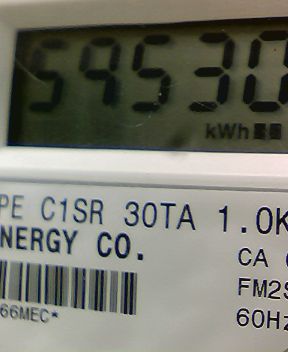 59530
kWh
PE C1SR 30TA 1.0K
NERGY CO.
CA
FM2S
66MEC*
60Hz